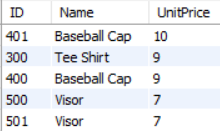 ID Name UnitPrice
401 Baseball Cap 10
300 Tee Shirt 9
400 Baseball Cap 9
500 Visor 7
501 Visor 7